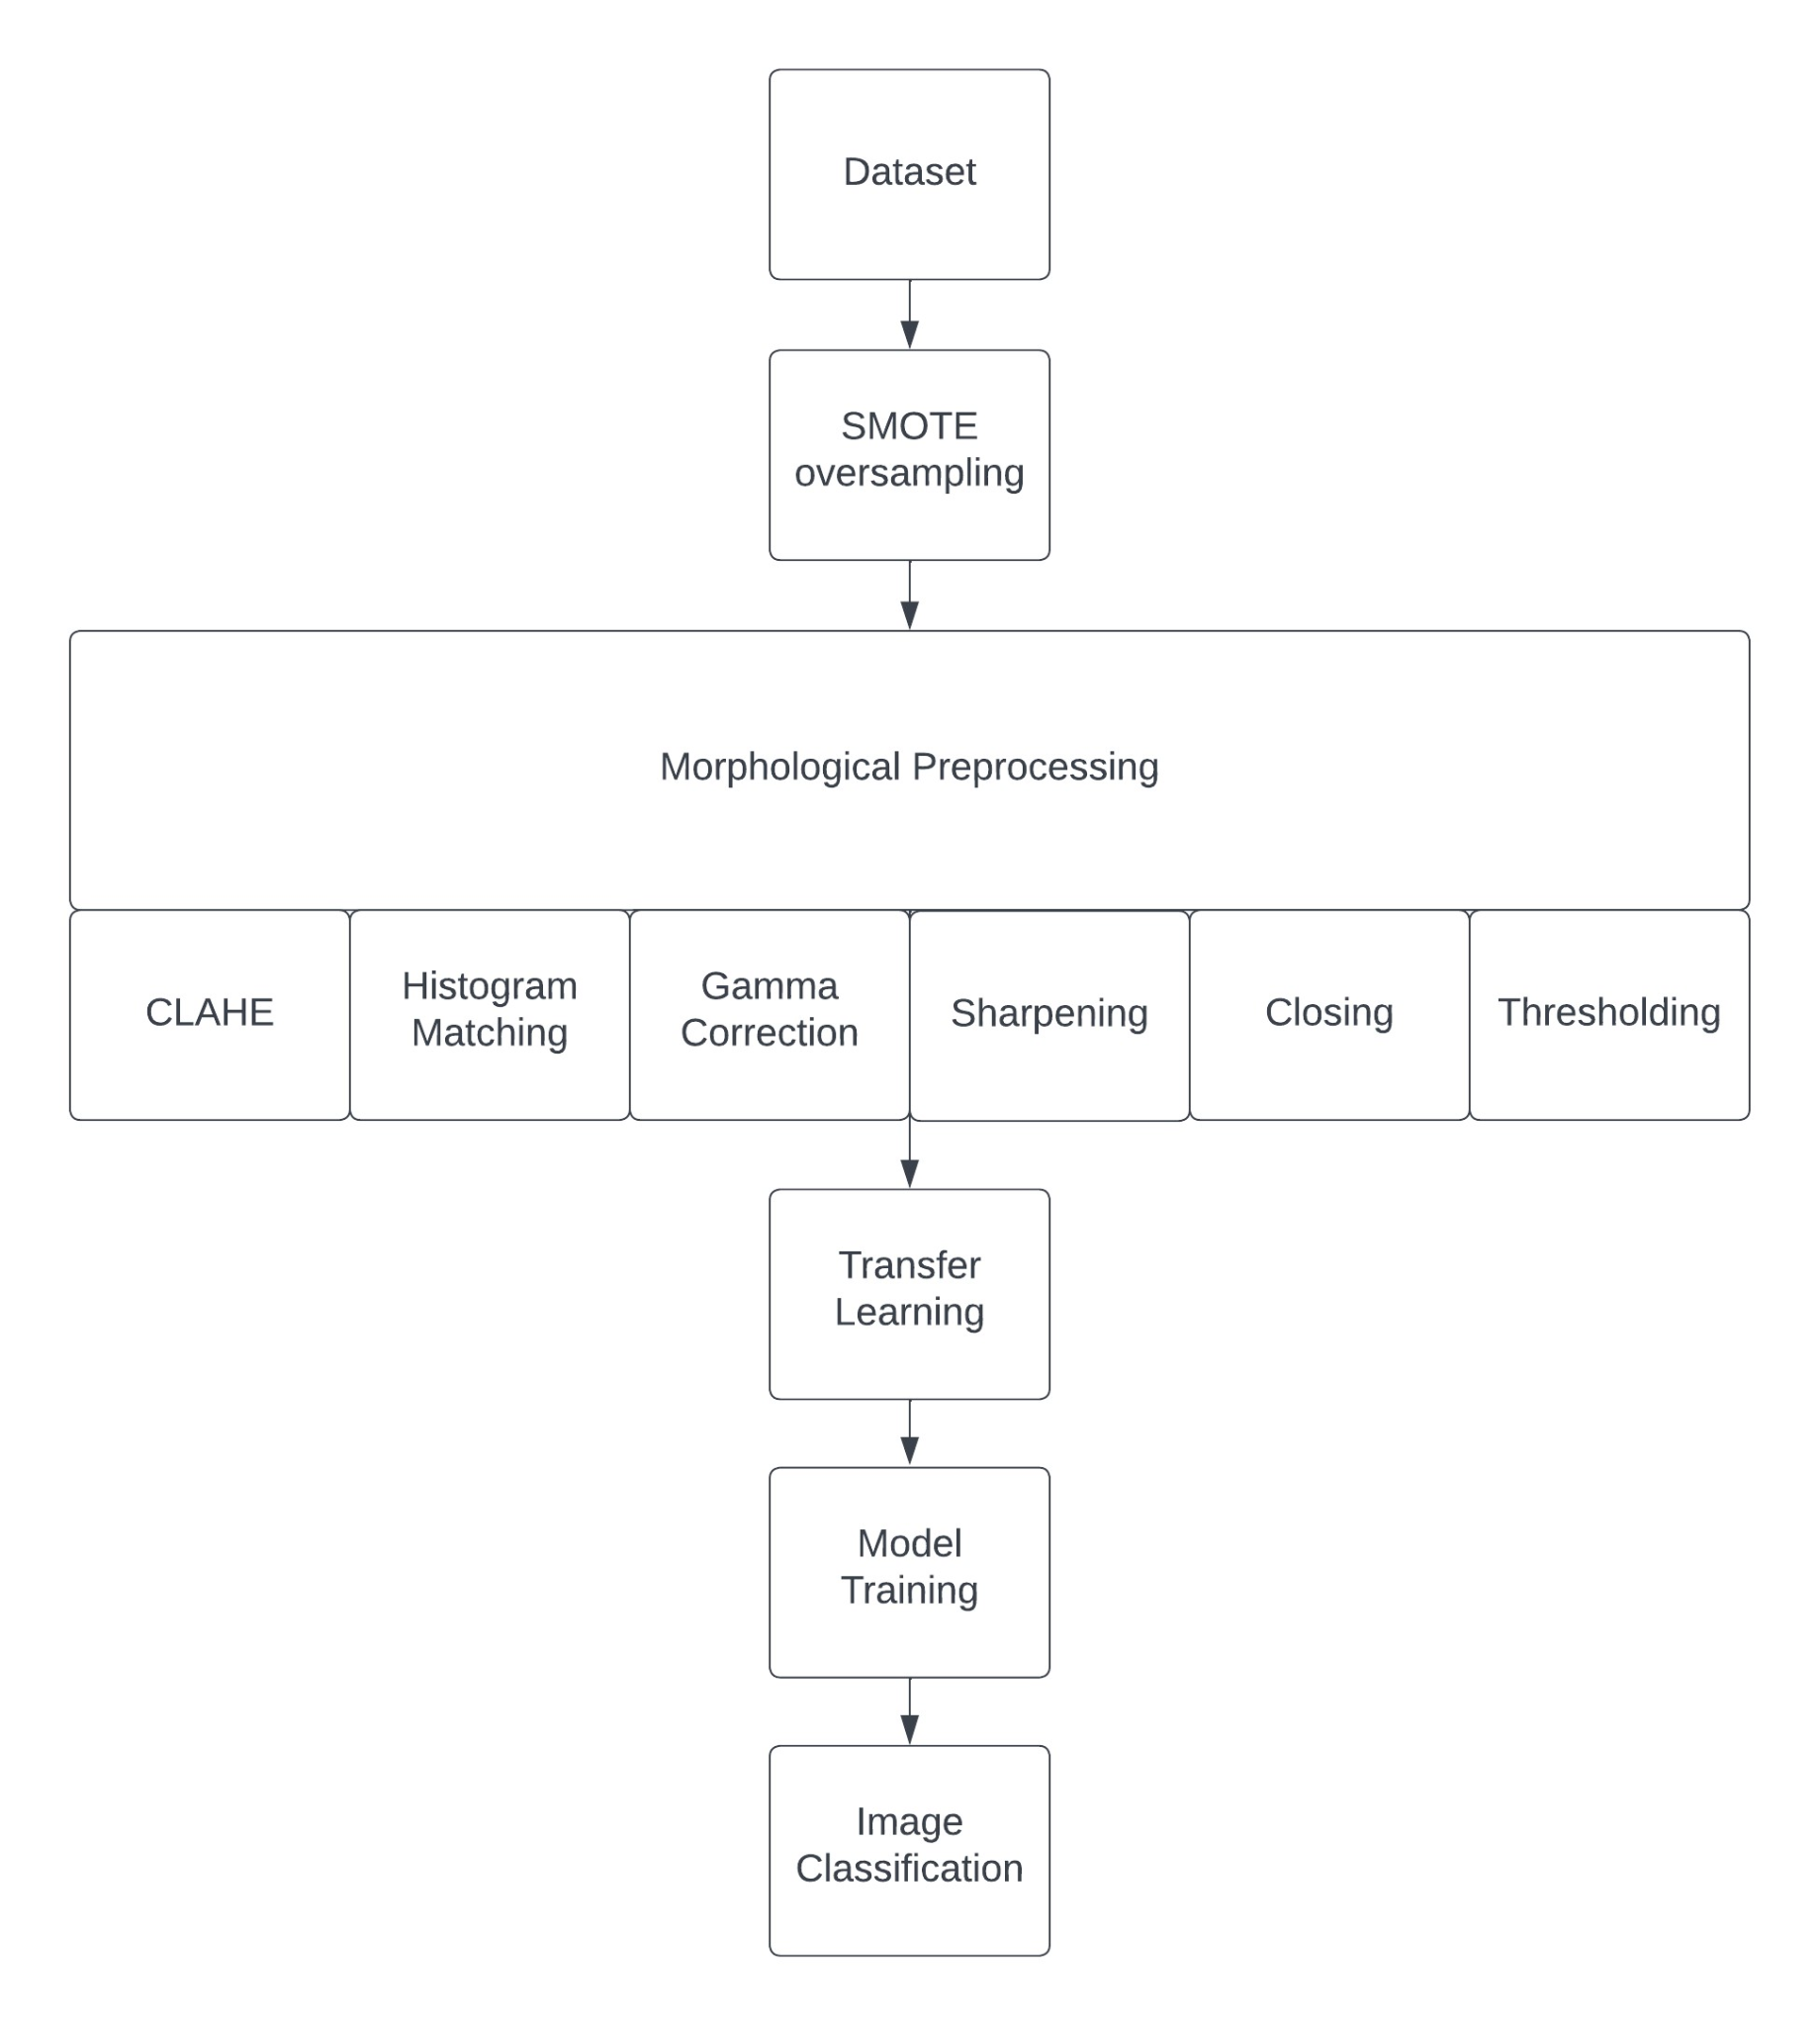 Dataset
SMOTE
oversampling
Morphological Preprocessing
CLAHE
Histogram
Matching
Gamma
Correction
Sharpening
Closing
Thresholding
Transfer
Learning
Model
Training
Image
Classification